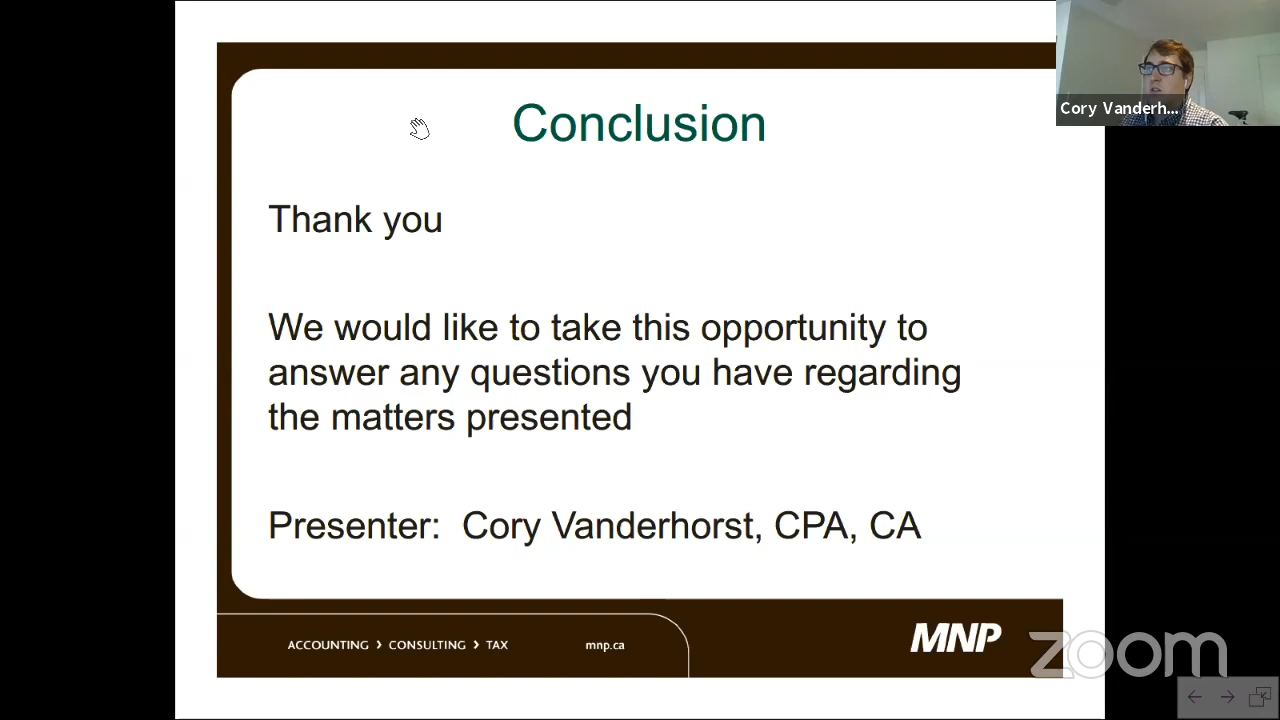 Conclusion
Cory Vanderh...
Thank you
We would like to take this opportunity to
answer any questions you have regarding
the matters presented
Presenter: Cory Vanderhorst, CPA, CA
ACCOUNTING › CONSULTING › TAX
mnp.ca
MNP
zoom